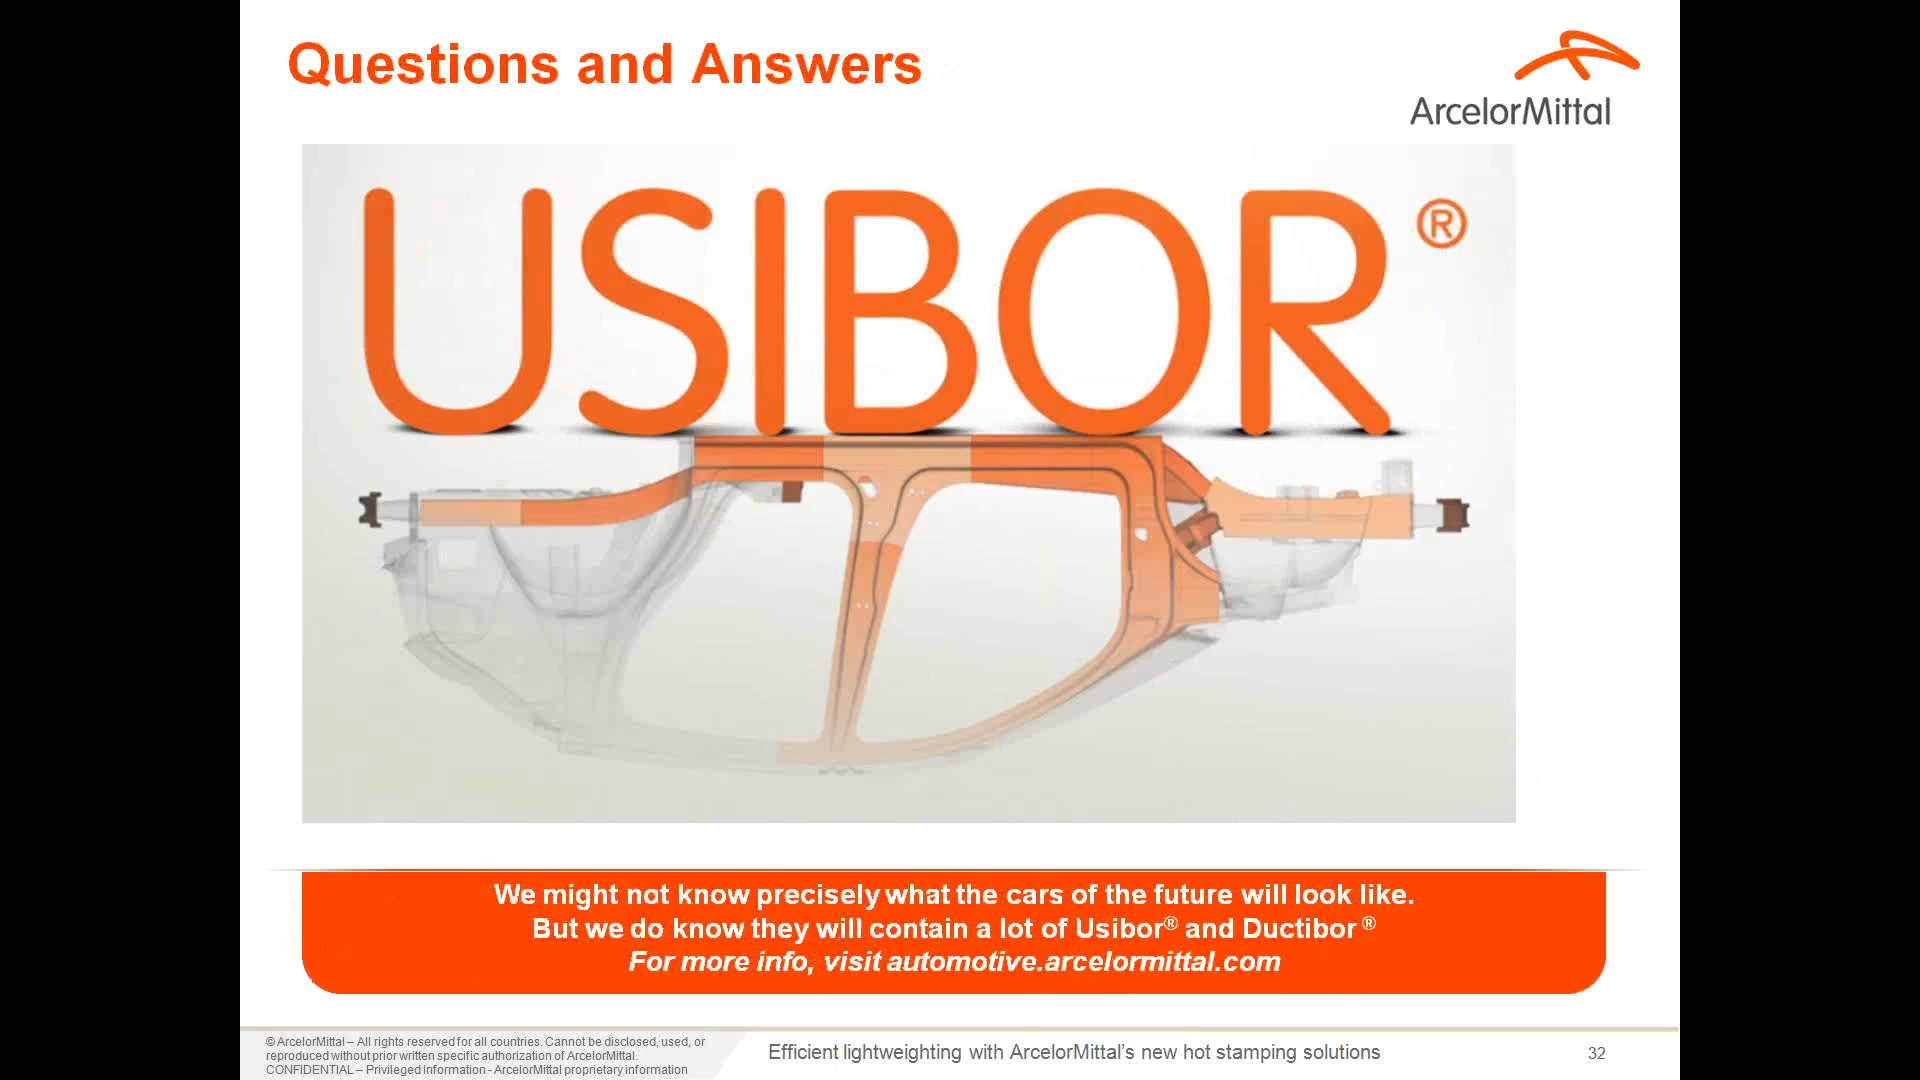 Questions and Answers
ArcelorMittal
USIBOR®
We might not know precisely what the cars of the future will look like.
But we do know they will contain a lot of Usibor® and Ductibor ®
For more info, visit automotive.arcelormittal.com
© ArcelorMittal – All rights reserved for all countries. Cannot be disclosed, used, or
reproduced without prior written specific authorization of ArcelorMittal.
CONFIDENTIAL – Privileged Information - ArcelorMittal proprietary information
Efficient lightweighting with ArcelorMittal’s new hot stamping solutions
32